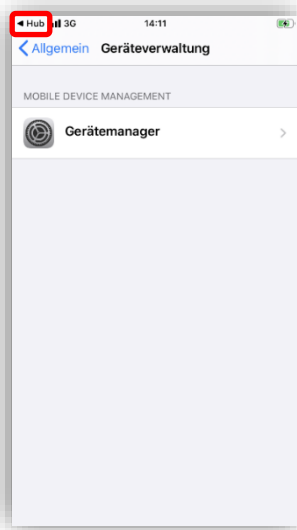 ◄ Hub 3G 14:11
Allgemein Geräteverwaltung
MOBILE DEVICE MANAGEMENT
Gerätemanager